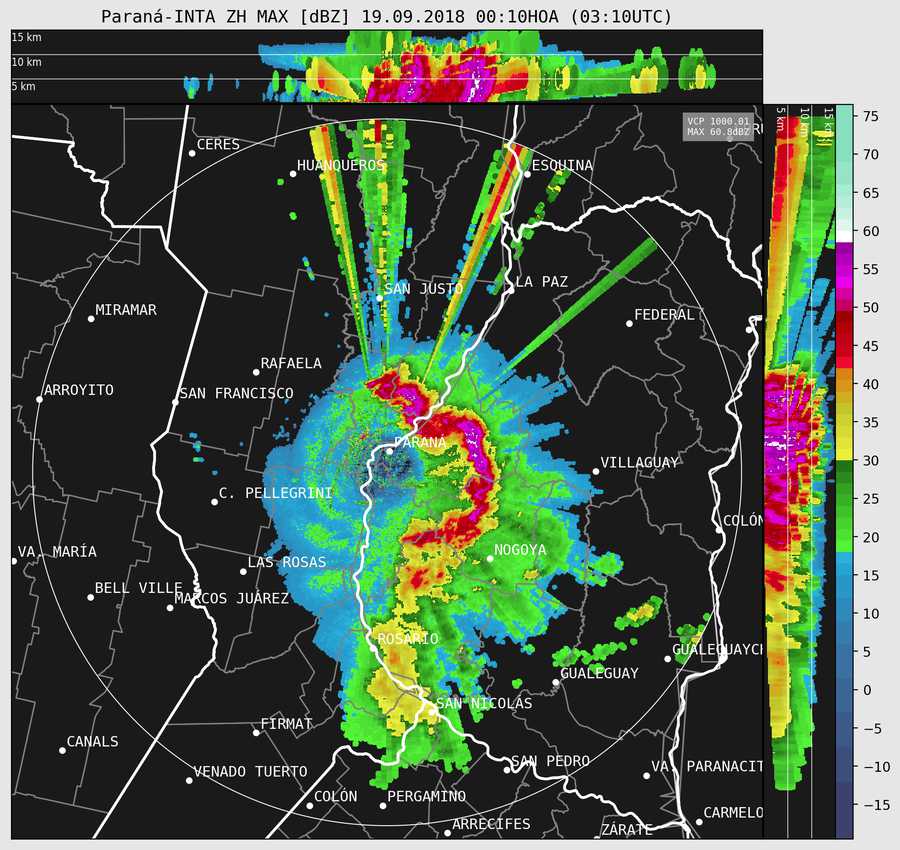 Paraná-INTA ZH MAX [dBZ] 19.09.2018 00:10HOA (03:10UTC)
15 km
10 km
5 km
5 km
10 km
15 km
VCP 1000.01
MAX 60.8dBZ
CERES
HUANQUEROS
ESQUINA
SAN JUSTO
LA PAZ
MIRAMAR
FEDERAL
RAFAELA
ARROYITO
SAN FRANCISCO
PARANÁ
VILLAGUAY
C. PELLEGRINI
COLÓN
VA. MARÍA
NOGOYA
LAS ROSAS
BELL VILLE
MARCOS JUÁREZ
ROSARIO
GUALEGUAYCH
GUALEGUAY
SAN NICOLÁS
FIRMAT
CANALS
SAN PEDRO
VENADO TUERTO
VA. PARANACIT
COLÓN
PERGAMINO
CARMELO
ARRECIFES
ZÁRATE
75
70
65
60
55
50
45
40
35
30
25
20
15
10
5
0
−5
−10
−15